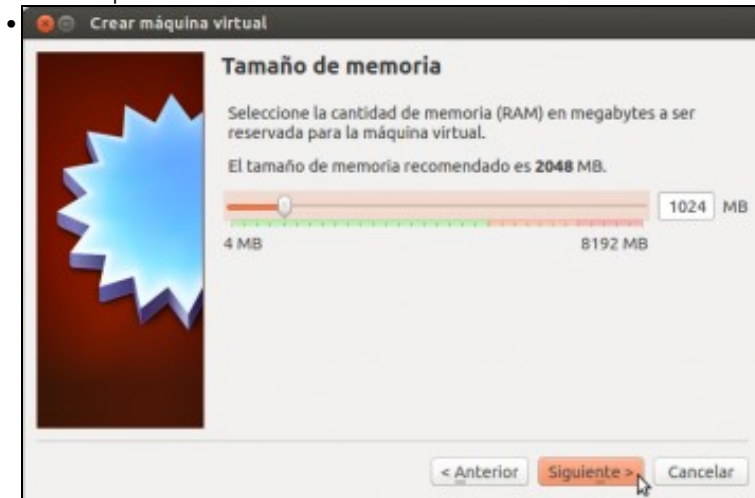 Crear máquina virtual
Tamaño de memoria
Seleccione la cantidad de memoria (RAM) en megabytes a ser
reservada para la máquina virtual.
El tamaño de memoria recomendado es 2048 MB.
1024 MB
4 MB 8192 MB
< Anterior Siguiente > Cancelar